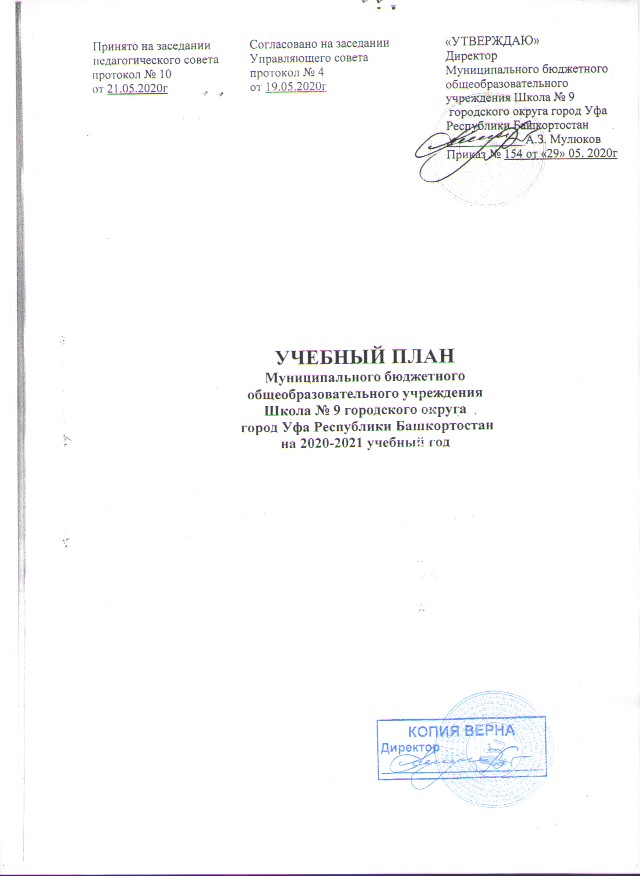 Принято на заседании
педагогического совета
протокол № 10
от 21.05.2020г
Согласовано на заседании
Управляющего совета
протокол № 4
от 19.05.2020г
«УТВЕРЖДАЮ»
Директор
Муниципального бюджетного
общеобразовательного
учреждения Школа № 9
городского округа город Уфа
Республики Башкортостан
А.З. Мулюков
Приказ № 154 от «29» 05. 2020г
УЧЕБНЫЙ ПЛАН
Муниципального бюджетного
общеобразовательного учреждения
Школа № 9 городского округа
город Уфа Республики Башкортостан
на 2020-2021 учебный год
КОПИЯ ВЕРНА
Директор